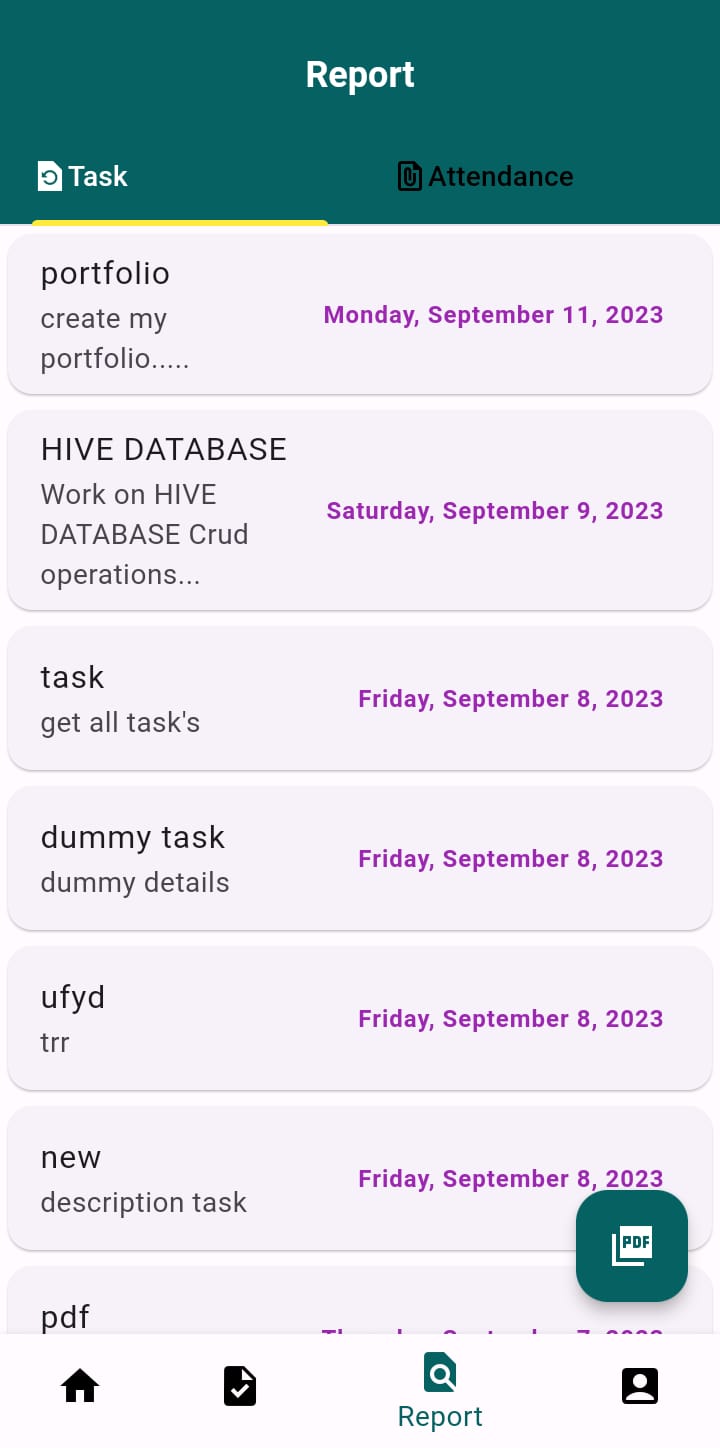 Report
Task
Attendance
portfolio
create my
portfolio.....
Monday, September 11, 2023
HIVE DATABASE
Work on HIVE
DATABASE Crud
operations...
Saturday, September 9, 2023
task
get all task's
Friday, September 8, 2023
dummy task
dummy details
Friday, September 8, 2023
ufyd
trr
Friday, September 8, 2023
new
description task
Friday, September 8, 2023
PDF
pdf
Report